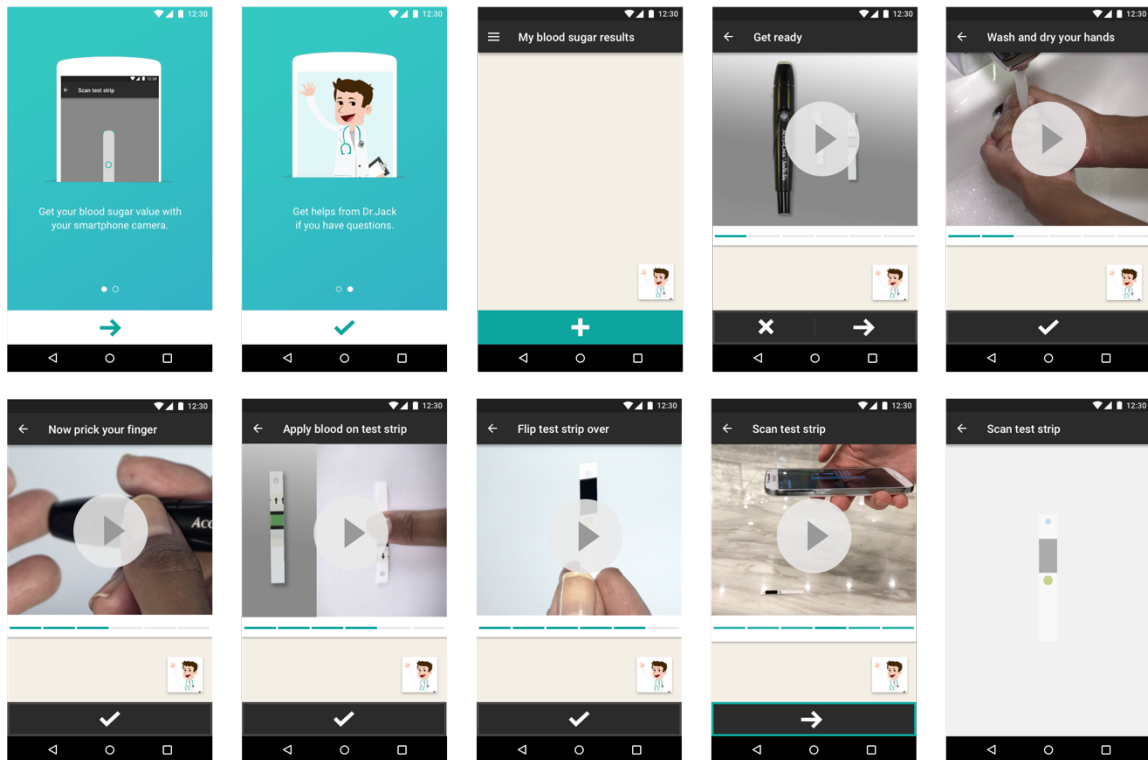 12:30
12:30
Scan test strip
Get your blood sugar value with
your smartphone camera.
12:30
Get helps from Dr.Jack
if you have questions.
12:30
My blood sugar results
12:30
Get ready
12:30
Wash and dry your hands
12:30
Now prick your finger
Acc
12:30
Apply blood on test strip
12:30
Flip test strip over
12:30
Scan test strip
12:30
Scan test strip